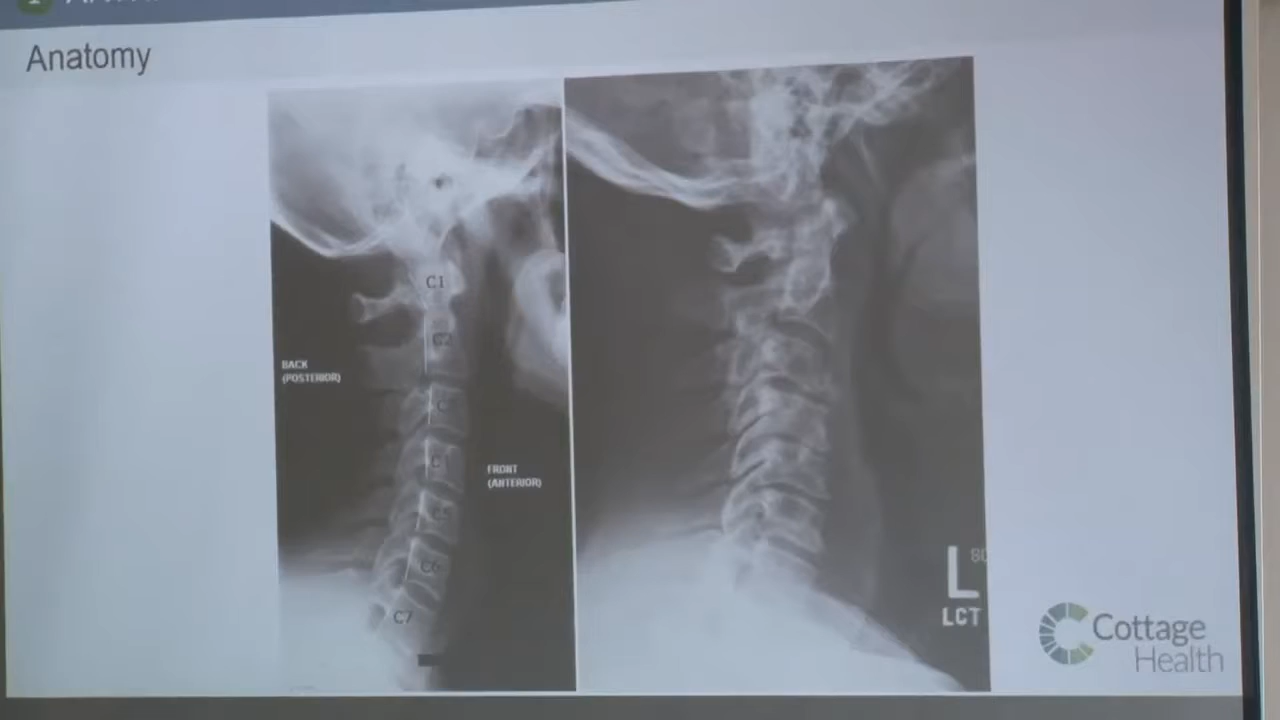 Anatomy
C1
C2
BACK
(POSTERIOR)
C
C
FRONT
(ANTERIOR)
C5
C6
C7
L
LCT
Cottage
Health